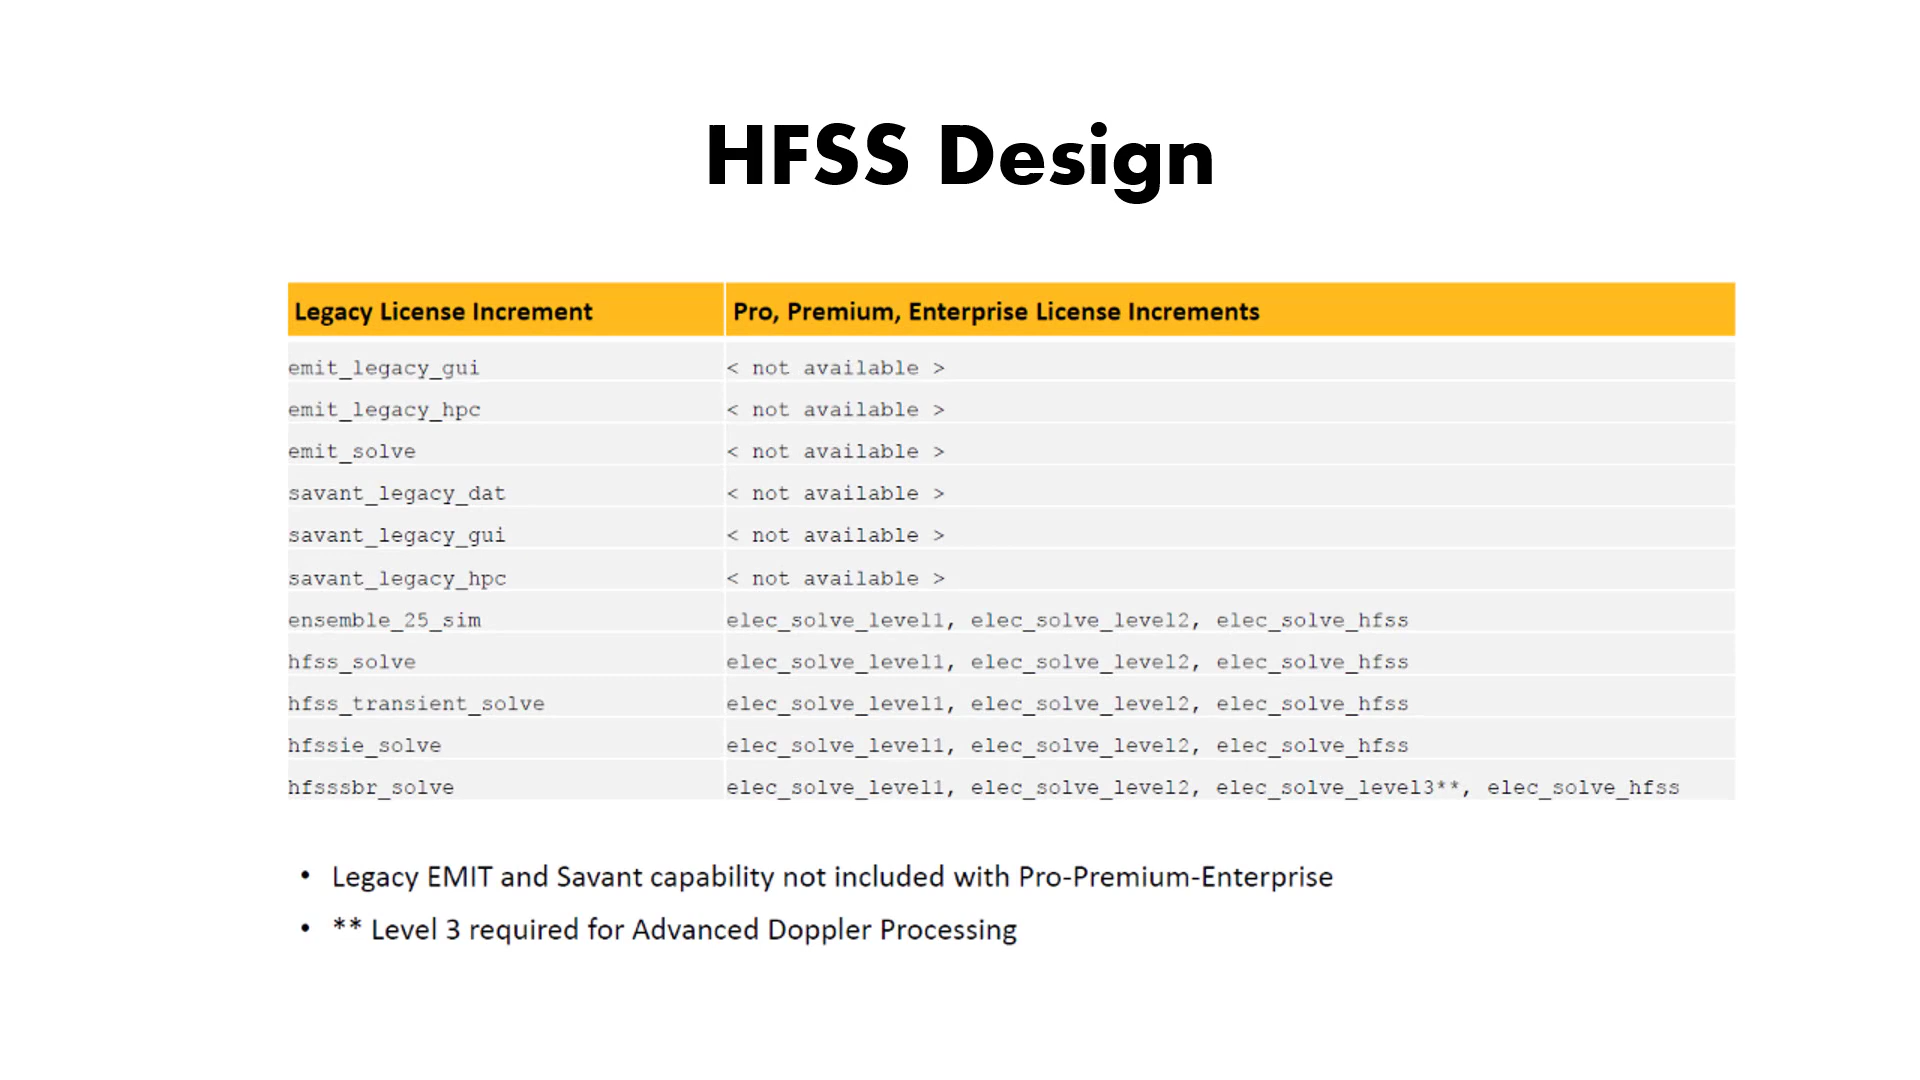 HFSS Design
Legacy License Increment Pro, Premium, Enterprise License Increments
emit_legacy_gui < not available >
emit_legacy_hpc < not available >
emit_solve < not available >
savant_legacy_dat < not available >
savant_legacy_gui < not available >
savant_legacy_hpc < not available >
ensemble_25_sim elec_solve_level1, elec_solve_level2, elec_solve_hfss
hfss_solve elec_solve_level1, elec_solve_level2, elec_solve_hfss
hfss_transient_solve elec_solve_level1, elec_solve_level2, elec_solve_hfss
hfssie_solve elec_solve_level1, elec_solve_level2, elec_solve_hfss
hfsssbr_solve elec_solve_level1, elec_solve_level2, elec_solve_level3**, elec_solve_hfss
• Legacy EMIT and Savant capability not included with Pro-Premium-Enterprise
• ** Level 3 required for Advanced Doppler Processing